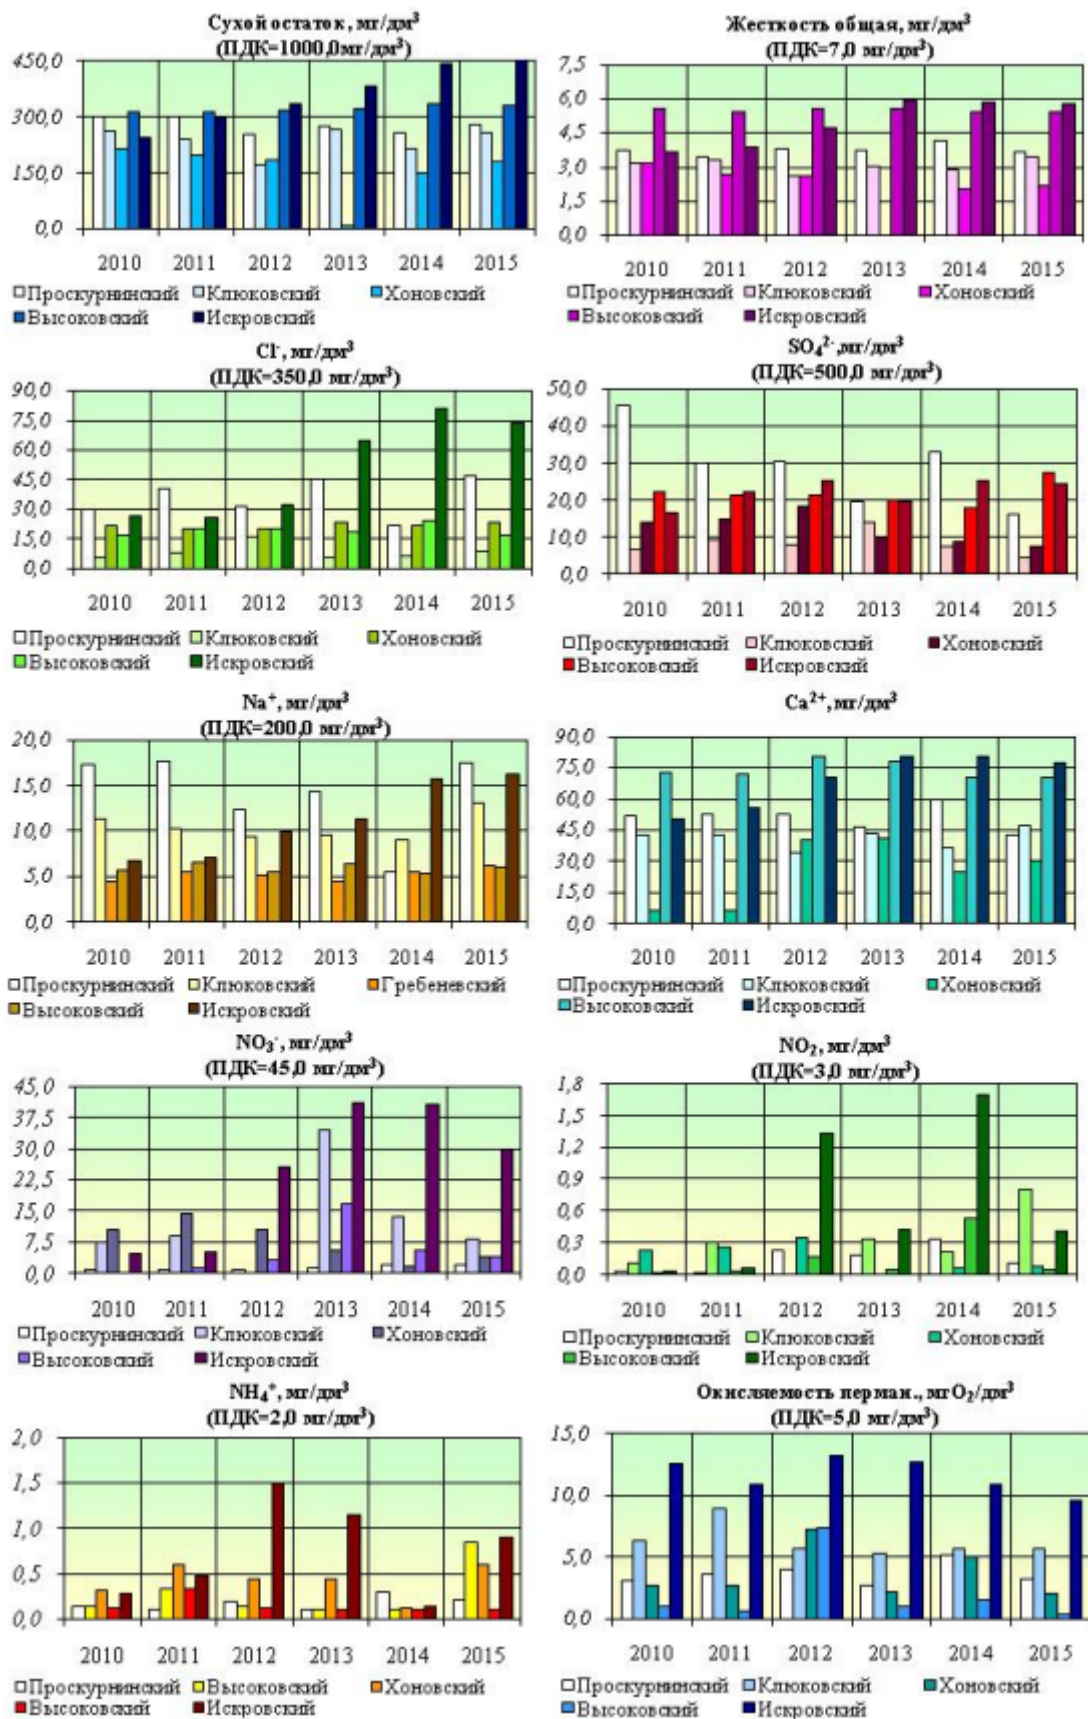 Сухой остаток, мг/дм³
(ПДК=1000,0мг/дм³)
450,0
300,0
150,0
0,0
2010 2011 2012 2013 2014 2015
Проскурнинский Клюковский Хоновский
Высоковский Искровский
Жесткость общая, мг/дм³
(ПДК=7,0 мг/дм³)
7,5
6,0
4,5
3,0
1,5
0,0
2010 2011 2012 2013 2014 2015
Проскурнинский Клюковский Хоновский
Высоковский Искровский
Cl⁻, мг/дм³
(ПДК=350,0 мг/дм³)
90,0
75,0
60,0
45,0
30,0
15,0
0,0
2010 2011 2012 2013 2014 2015
Проскурнинский Клюковский Хоновский
Высоковский Искровский
SO₄²⁻,мг/дм³
(ПДК=500,0 мг/дм³)
50,0
40,0
30,0
20,0
10,0
0,0
2010 2011 2012 2013 2014 2015
Проскурнинский Клюковский Хоновский
Высоковский Искровский
Na⁺, мг/дм³
(ПДК=200,0 мг/дм³)
20,0
15,0
10,0
5,0
0,0
2010 2011 2012 2013 2014 2015
Проскурнинский Клюковский Гребеневский
Высоковский Искровский
Ca²⁺, мг/дм³
90,0
75,0
60,0
45,0
30,0
15,0
0,0
2010 2011 2012 2013 2014 2015
Проскурнинский Клюковский Хоновский
Высоковский Искровский
NO₃⁻, мг/дм³
(ПДК=45,0 мг/дм³)
45,0
37,5
30,0
22,5
15,0
7,5
0,0
2010 2011 2012 2013 2014 2015
Проскурнинский Клюковский Хоновский
Высоковский Искровский
NO₂, мг/дм³
(ПДК=3,0 мг/дм³)
1,8
1,5
1,2
0,9
0,6
0,3
0,0
2010 2011 2012 2013 2014 2015
Проскурнинский Клюковский Хоновский
Высоковский Искровский
NH₄⁺, мг/дм³
(ПДК=2,0 мг/дм³)
2,0
1,5
1,0
0,5
0,0
2010 2011 2012 2013 2014 2015
Проскурнинский Высоковский Хоновский
Высоковский Искровский
Окисляемость перман., мгО₂/дм³
(ПДК=5,0 мг/дм³)
15,0
10,0
5,0
0,0
2010 2011 2012 2013 2014 2015
Проскурнинский Клюковский Хоновский
Высоковский Искровский